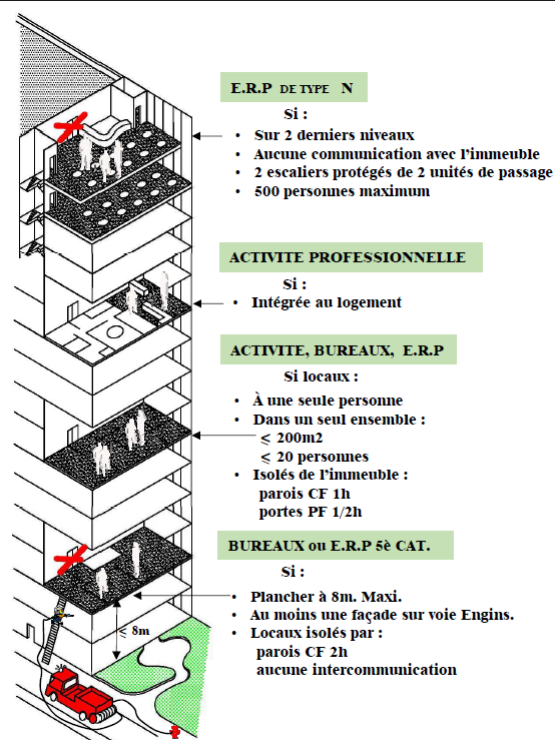 E.R.P DE TYPE N
Si :
• Sur 2 derniers niveaux
• Aucune communication avec l'immeuble
• 2 escaliers protégés de 2 unités de passage
• 500 personnes maximum
ACTIVITE PROFESSIONNELLE
Si :
• Intégrée au logement
ACTIVITE, BUREAUX, E.R.P
Si locaux :
• À une seule personne
• Dans un seul ensemble :
⩽ 200m2
⩽ 20 personnes
• Isolés de l'immeuble :
parois CF 1h
portes PF 1/2h
BUREAUX ou E.R.P 5è CAT.
Si :
• Plancher à 8m. Maxi.
• Au moins une façade sur voie Engins.
• Locaux isolés par :
parois CF 2h
aucune intercommunication
⩽ 8m